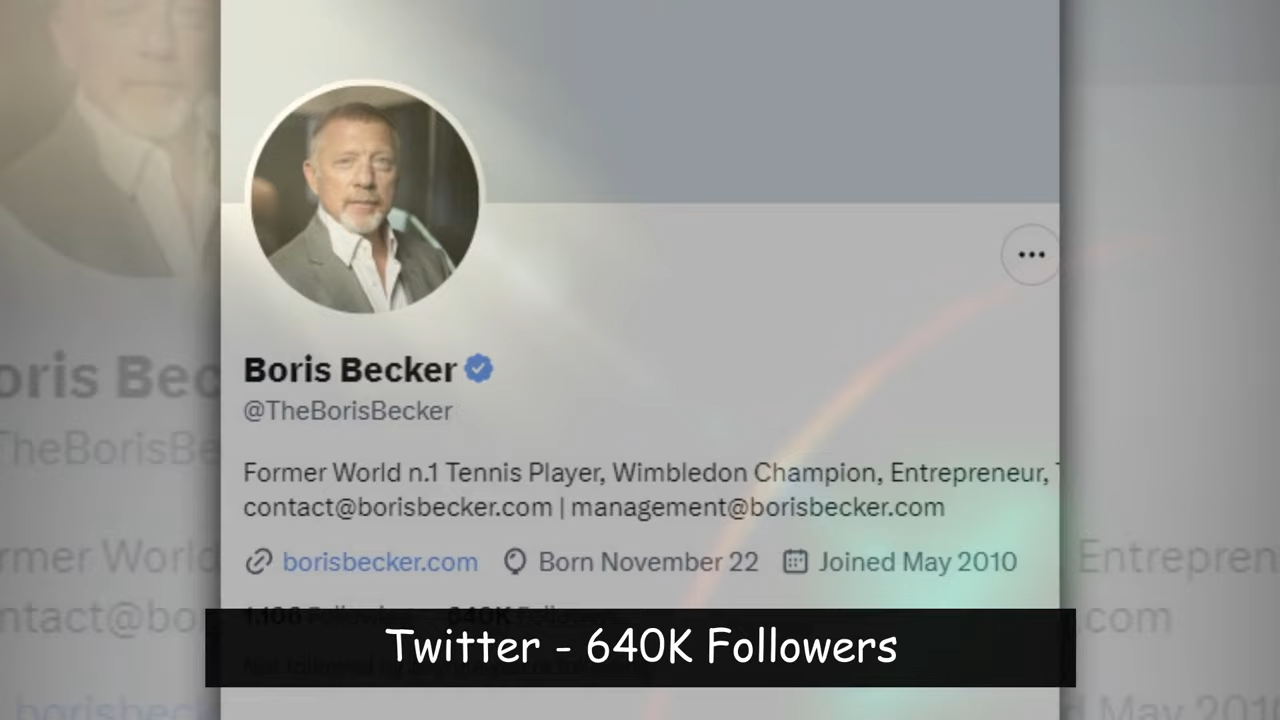 Boris Becker
@TheBorisBecker
Former World n.1 Tennis Player, Wimbledon Champion, Entrepreneur,
contact@borisbecker.com | management@borisbecker.com
borisbecker.com Born November 22 Joined May 2010
640K
Twitter - 640K Followers